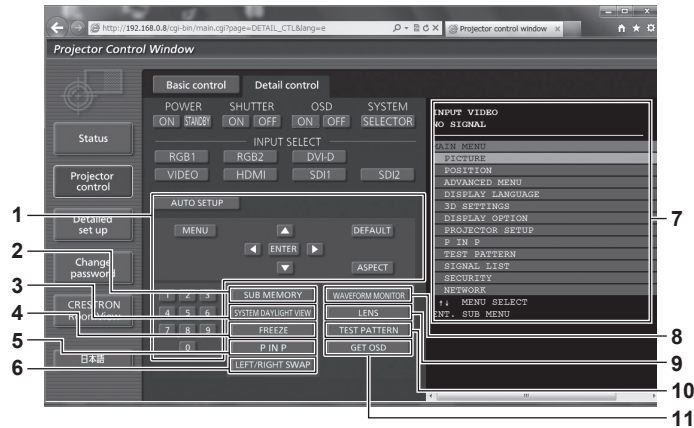 http://192.168.0.8/cgi-bin/main.cgi?page=DETAIL_CTL&lang=e
Projector control window
Projector Control Window
Status
Projector control
Detailed set up
Change password
CRESTRON RoomView
日本語
Basic control
Detail control
POWER
SHUTTER
OSD
SYSTEM
ON
STANDBY
ON
OFF
ON
OFF
SELECTOR
INPUT SELECT
RGB1
RGB2
DVI-D
VIDEO
HDMI
SDI1
SDI2
AUTO SETUP
MENU
DEFAULT
ENTER
ASPECT
1
2
3
4
5
6
7
8
9
0
SUB MEMORY
SYSTEM DAYLIGHT VIEW
FREEZE
P IN P
LEFT/RIGHT SWAP
WAVEFORM MONITOR
LENS
TEST PATTERN
GET OSD
INPUT VIDEO
NO SIGNAL
MAIN MENU
PICTURE
POSITION
ADVANCED MENU
DISPLAY LANGUAGE
3D SETTINGS
DISPLAY OPTION
PROJECTOR SETUP
P IN P
TEST PATTERN
SIGNAL LIST
SECURITY
NETWORK
↑↓ MENU SELECT
ENT. SUB MENU
1
2
3
4
5
6
7
8
9
10
11